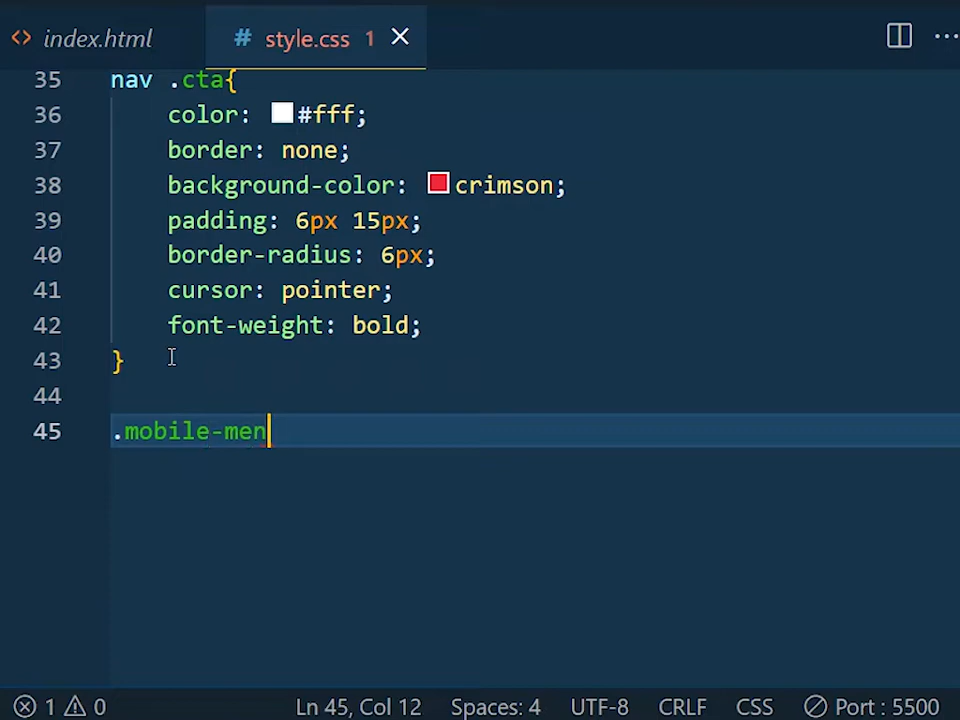 <> index.html # style.css 1
35 nav .cta{
36 color: #fff;
37 border: none;
38 background-color: crimson;
39 padding: 6px 15px;
40 border-radius: 6px;
41 cursor: pointer;
42 font-weight: bold;
43 }
44
45 .mobile-men
1 0 Ln 45, Col 12 Spaces: 4 UTF-8 CRLF CSS Port : 5500